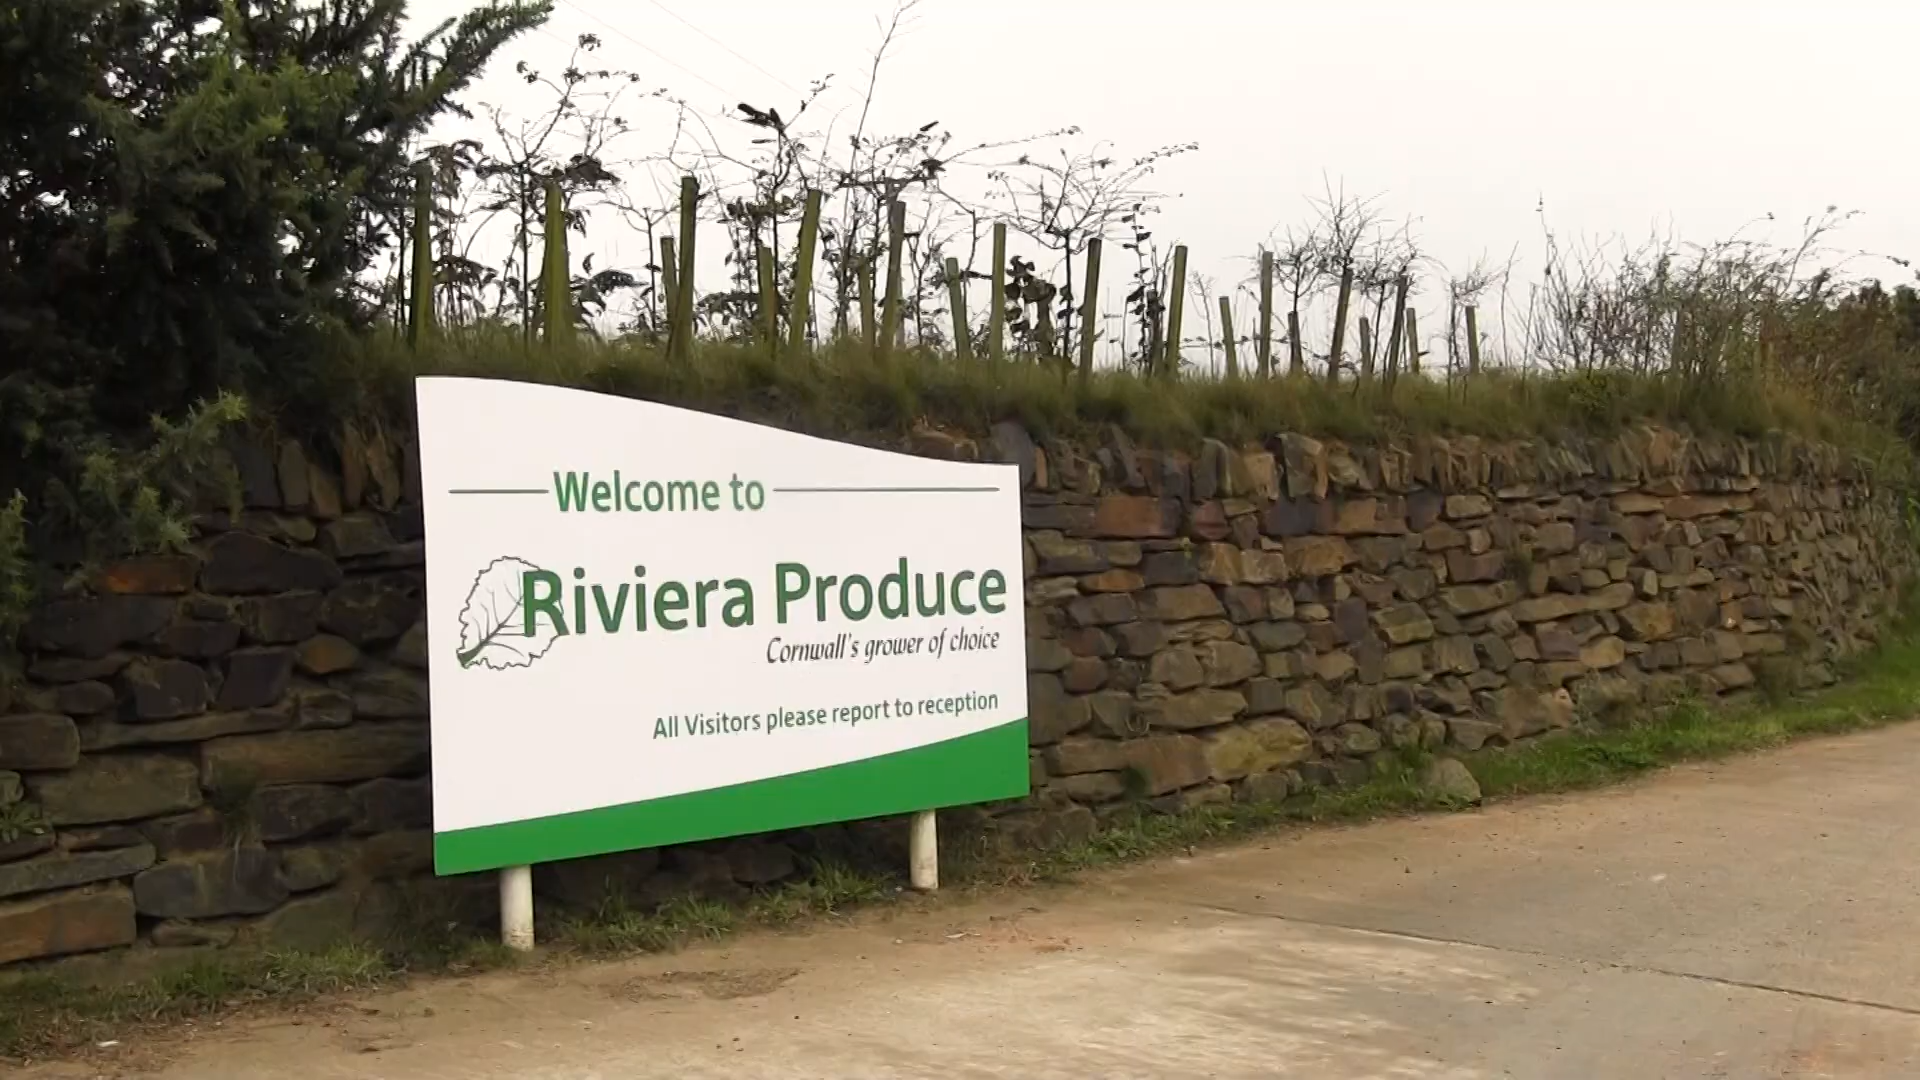 Welcome to
Riviera Produce
Cornwall's grower of choice
All Visitors please report to reception